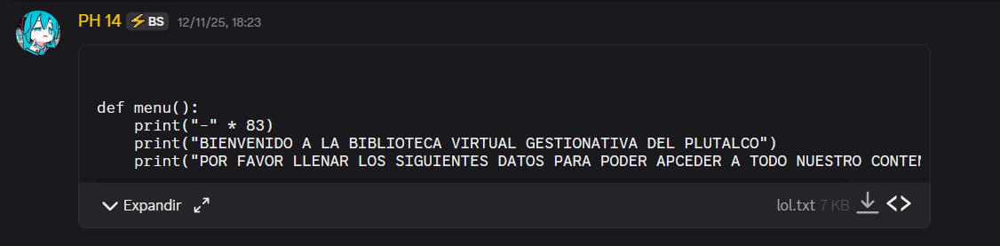 PH 14 ⚡BS 12/11/25, 18:23
def menu():
print("-" * 83)
print("BIENVENIDO A LA BIBLIOTECA VIRTUAL GESTIONATIVA DEL PLUTALCO")
print("POR FAVOR LLENAR LOS SIGUIENTES DATOS PARA PODER APCEDER A TODO NUESTRO
Expandir lol.txt 7 KB